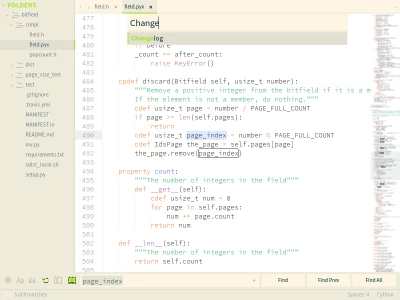 FOLDERS
bitfield
cimpl
field.h
field.pyx
popcount.h
dist
page_size_test
test
.gitignore
.travis.yml
MANIFEST
MANIFEST.in
README.md
requirements.txt
setup.py
field.h
field.pyx
Change
Changelog
477
478
479
480
481
482
483
484
485
486
487
488
489
490
491
492
493
494
495
496
497
498
499
500
501
502
503
504
if before
_count == after_count:
raise KeyError()
cpdef discard(Bitfield self, usize_t number):
"""Remove a positive integer from the bitfield if it is a m
If the element is not a member, do nothing."""
cdef usize_t page = number / PAGE_FULL_COUNT
if page >= len(self.pages):
return
cdef usize_t page_index = number % PAGE_FULL_COUNT
cdef IdsPage the_page = self.pages[page]
the_page.remove(page_index)
property count:
"""The number of integers in the field"""
def __get__(self):
cdef usize_t num = 0
for page in self.pages:
num += page.count
return num
def __len__(self):
"""The number of integers in the field"""
return self.count
page_index
Find
Find Prev
Find All
Spaces: 4
Cython